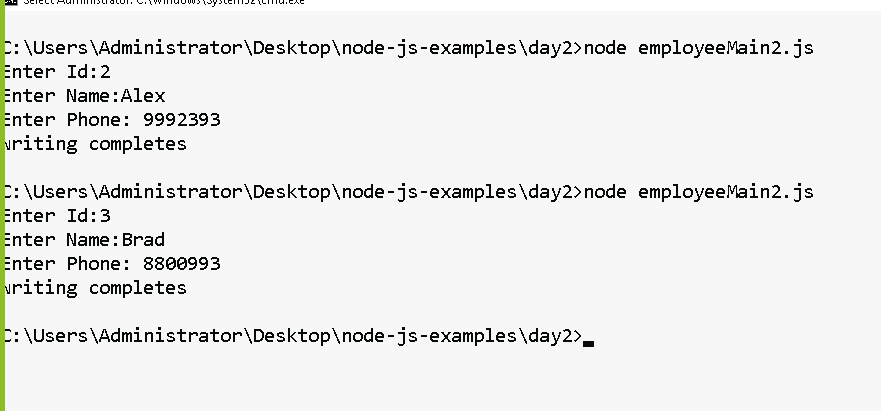 Select Administrator: C:\Windows\System32\cmd.exe
C:\Users\Administrator\Desktop\node-js-examples\day2>node employeeMain2.js
Enter Id:2
Enter Name:Alex
Enter Phone: 9992393
writing completes
C:\Users\Administrator\Desktop\node-js-examples\day2>node employeeMain2.js
Enter Id:3
Enter Name:Brad
Enter Phone: 8800993
writing completes
C:\Users\Administrator\Desktop\node-js-examples\day2>